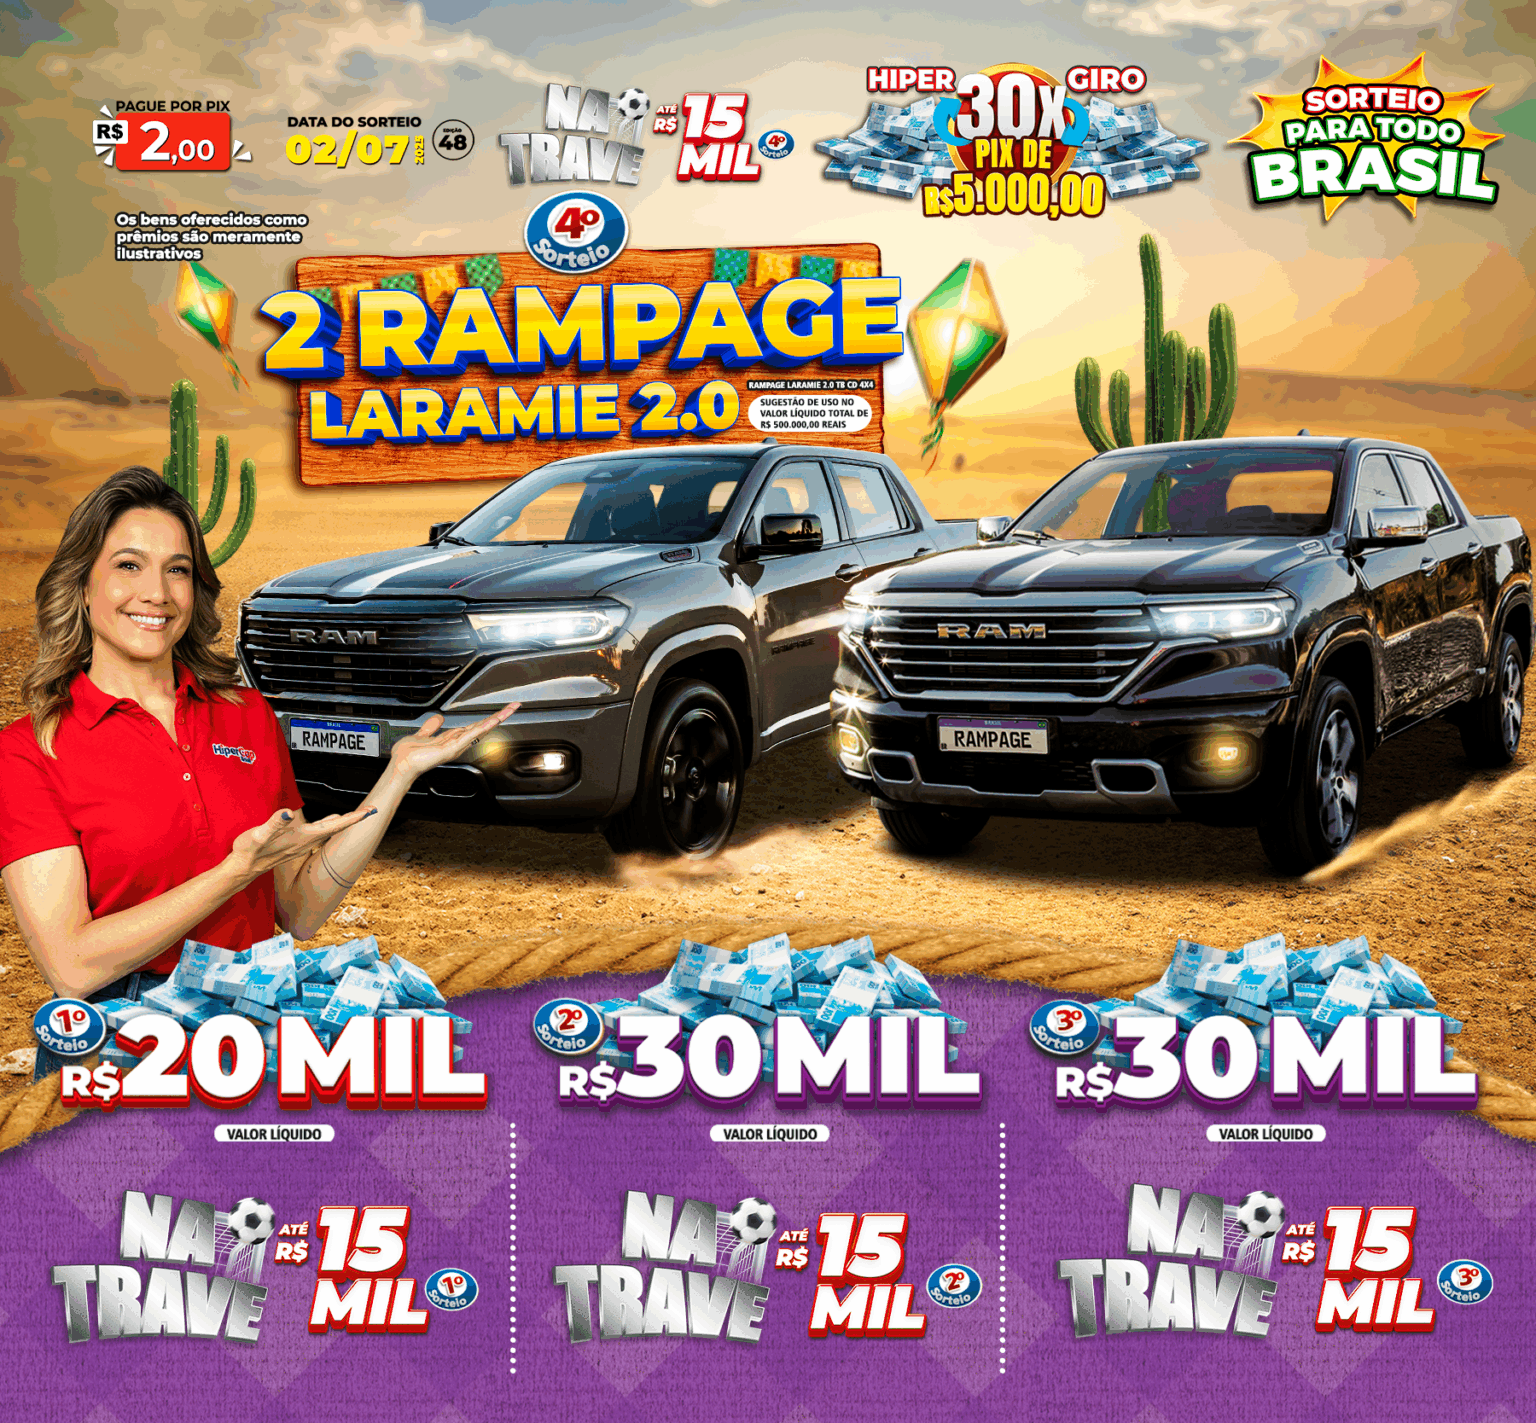 PAGUE POR PIX
R$ 2,00
DATA DO SORTEIO
02/07 2025
EDIÇÃO 48
NA TRAVE
ATÉ R$ 15 MIL
4º Sorteio
HIPER GIRO
30X
PIX DE
R$5.000,00
SORTEIO
PARA TODO
BRASIL
Os bens oferecidos como
prêmios são meramente
ilustrativos
4º
Sorteio
2 RAMPAGE
LARAMIE 2.0
RAMPAGE LARAMIE 2.0 TB CD 4X4
SUGESTÃO DE USO NO
VALOR LÍQUIDO TOTAL DE
R$ 500.000,00 REAIS
RAM
RAM
BRASIL
RAMPAGE
BRASIL
RAMPAGE
HiperCap
1º Sorteio
R$20 MIL
VALOR LÍQUIDO
2º Sorteio
R$30 MIL
VALOR LÍQUIDO
3º Sorteio
R$30 MIL
VALOR LÍQUIDO
NA
TRAVE
ATÉ
R$ 15
MIL
1º Sorteio
NA
TRAVE
ATÉ
R$ 15
MIL
2º Sorteio
NA
TRAVE
ATÉ
R$ 15
MIL
3º Sorteio